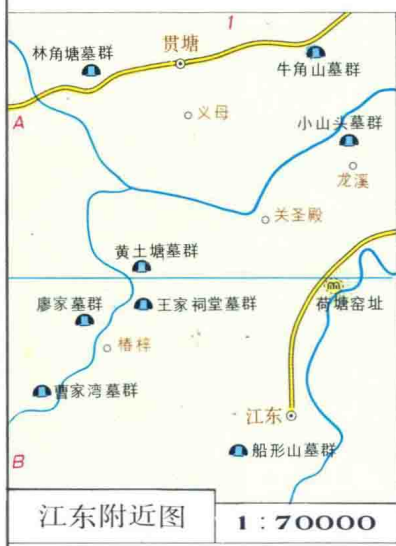 1
林角塘墓群
贯塘
牛角山墓群
A
义母
小山头墓群
龙溪
关圣殿
黄土塘墓群
廖家墓群
王家祠堂墓群
荷塘窑址
椿梓
曹家湾墓群
江东
B
船形山墓群
江东附近图
1:70000